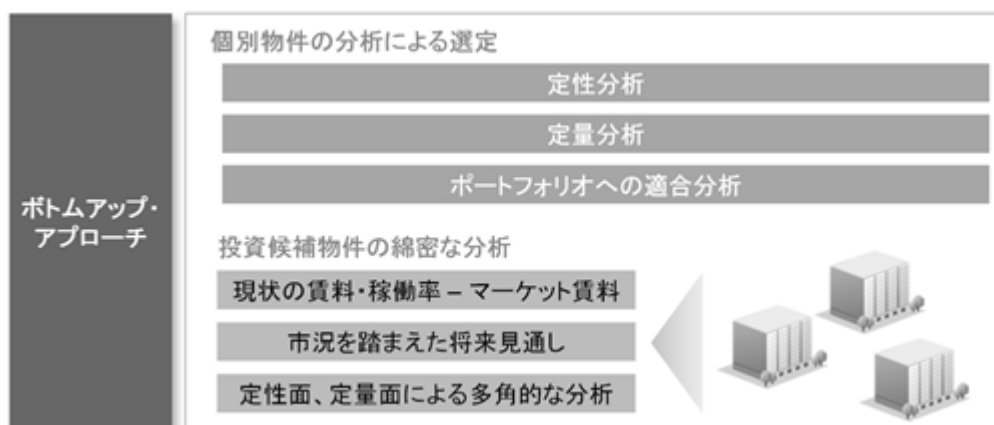 ボトムアップ・
アプローチ
個別物件の分析による選定
定性分析
定量分析
ポートフォリオへの適合分析
投資候補物件の綿密な分析
現状の賃料・稼働率 – マーケット賃料
市況を踏まえた将来見通し
定性面、定量面による多角的な分析